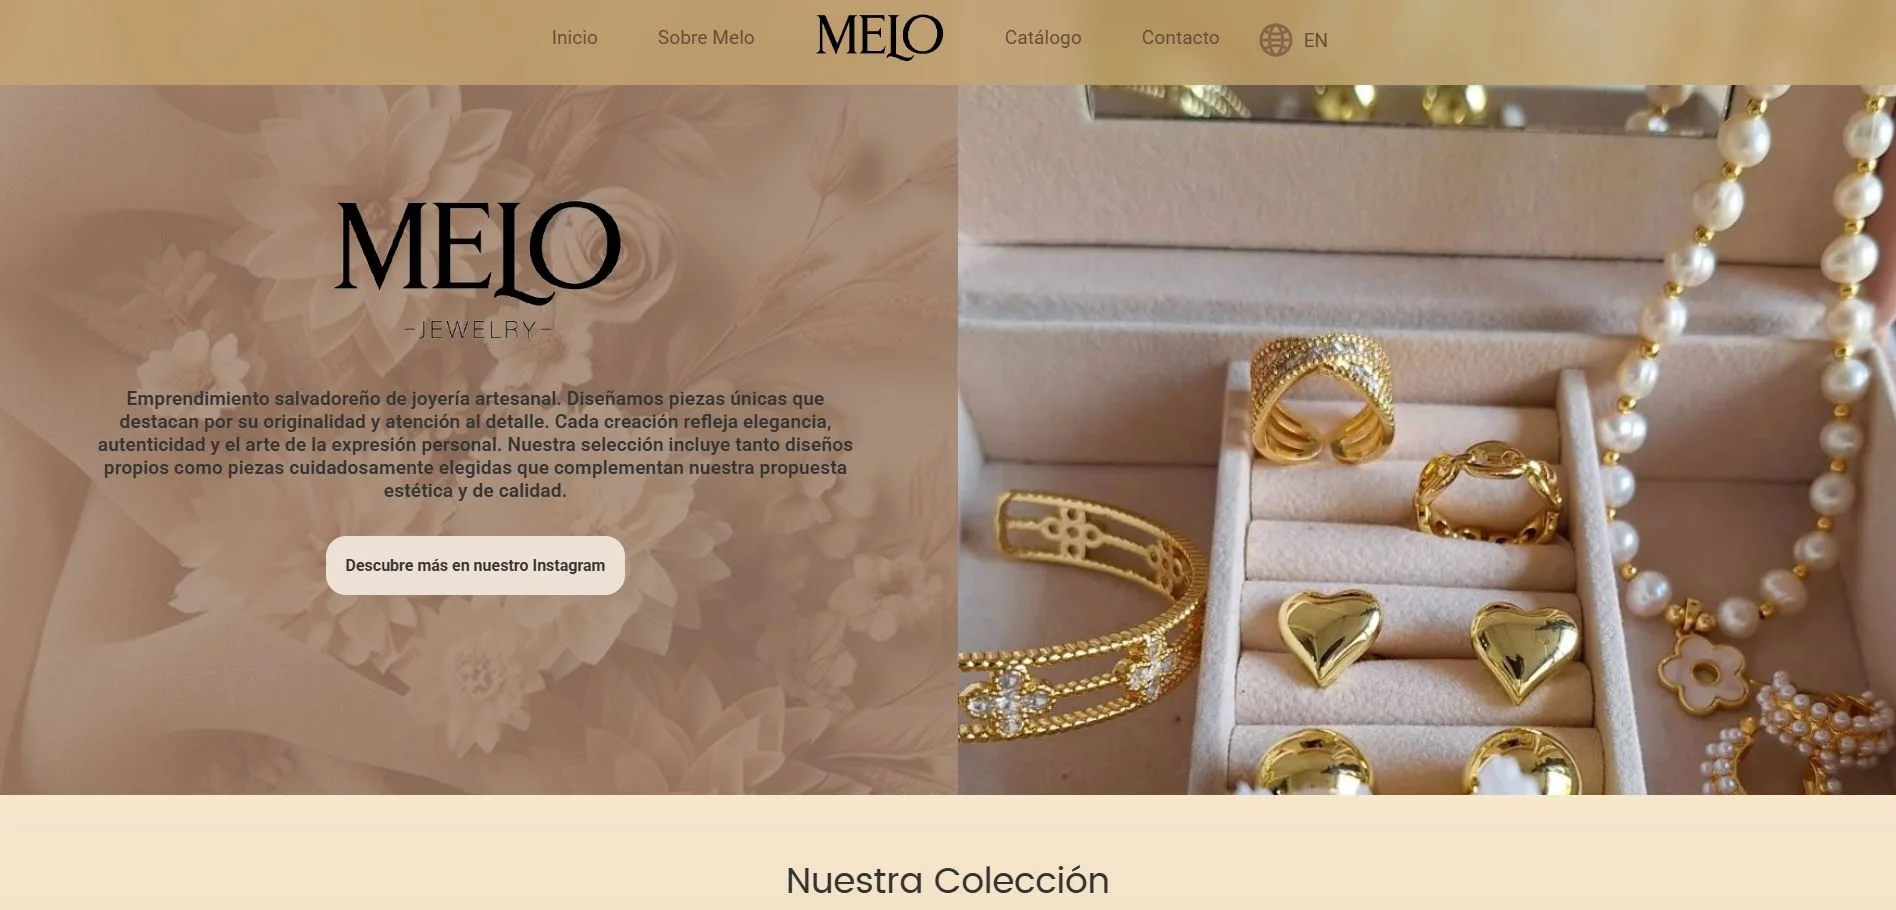 Inicio
Sobre Melo
MELO
Catálogo
Contacto
EN
MELO
-JEWELRY-
Emprendimiento salvadoreño de joyería artesanal. Diseñamos piezas únicas que
destacan por su originalidad y atención al detalle. Cada creación refleja elegancia,
autenticidad y el arte de la expresión personal. Nuestra selección incluye tanto diseños
propios como piezas cuidadosamente elegidas que complementan nuestra propuesta
estética y de calidad.
Descubre más en nuestro Instagram
Nuestra Colección